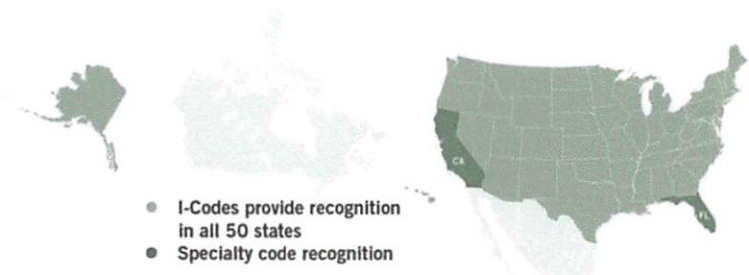 CA
FL
I-Codes provide recognition
in all 50 states
Specialty code recognition